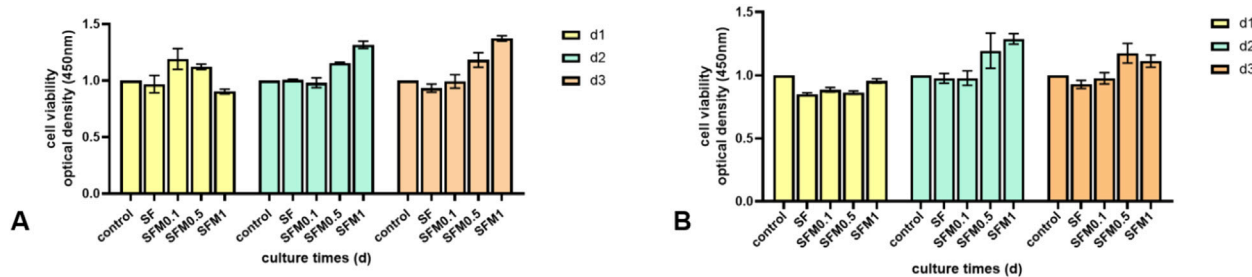 1.5
1.0
0.5
0.0
cell viability
optical density (450nm)
control
SF
SFM0.1
SFM0.5
SFM1
control
SF
SFM0.1
SFM0.5
SFM1
control
SF
SFM0.1
SFM0.5
SFM1
culture times (d)
d1
d2
d3
A
1.5
1.0
0.5
0.0
cell viability
optical density (450nm)
control
SF
SFM0.1
SFM0.5
SFM1
control
SF
SFM0.1
SFM0.5
SFM1
control
SF
SFM0.1
SFM0.5
SFM1
culture times (d)
d1
d2
d3
B